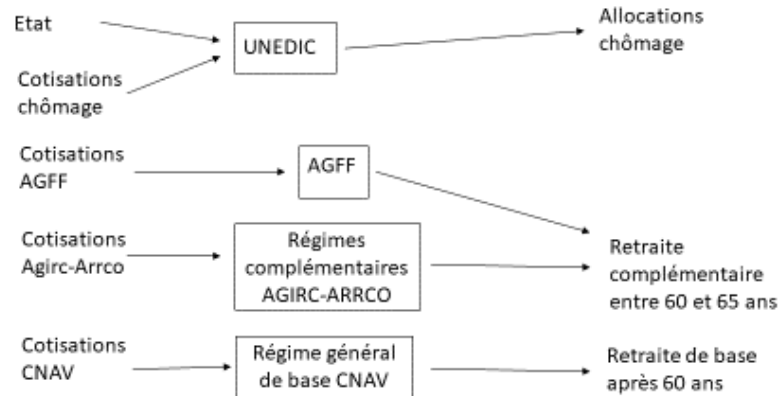 Etat
UNEDIC
Allocations
chômage
Cotisations
chômage
Cotisations
AGFF
AGFF
Cotisations
Agirc-Arrco
Régimes
complémentaires
AGIRC-ARRCO
Retraite
complémentaire
entre 60 et 65 ans
Cotisations
CNAV
Régime général
de base CNAV
Retraite de base
après 60 ans